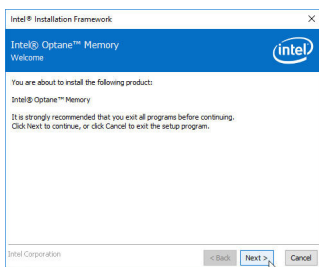 Intel® Installation Framework
Intel® Optane™ Memory
Welcome
intel
You are about to install the following product:
Intel® Optane™ Memory
It is strongly recommended that you exit all programs before continuing.
Click Next to continue, or click Cancel to exit the setup program.
Intel Corporation
< Back Next > Cancel